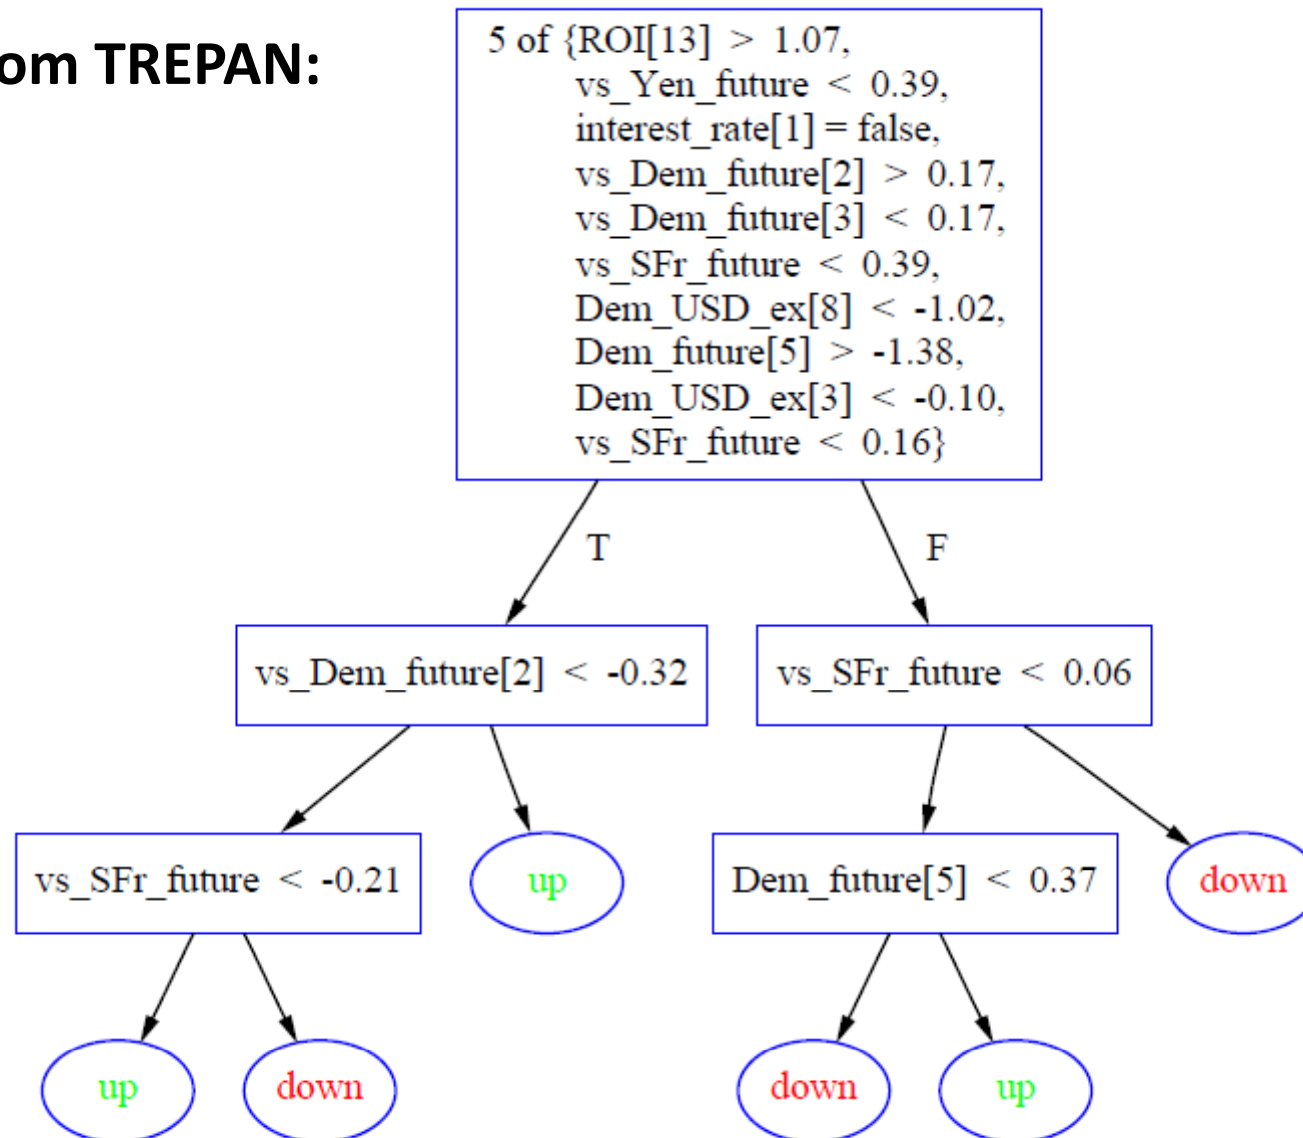 om TREPAN:
5 of {ROI[13] > 1.07,
vs_Yen_future < 0.39,
interest_rate[1] = false,
vs_Dem_future[2] > 0.17,
vs_Dem_future[3] < 0.17,
vs_SFr_future < 0.39,
Dem_USD_ex[8] < -1.02,
Dem_future[5] > -1.38,
Dem_USD_ex[3] < -0.10,
vs_SFr_future < 0.16}
T
F
vs_Dem_future[2] < -0.32
vs_SFr_future < 0.06
vs_SFr_future < -0.21
up
Dem_future[5] < 0.37
down
up
down
down
up